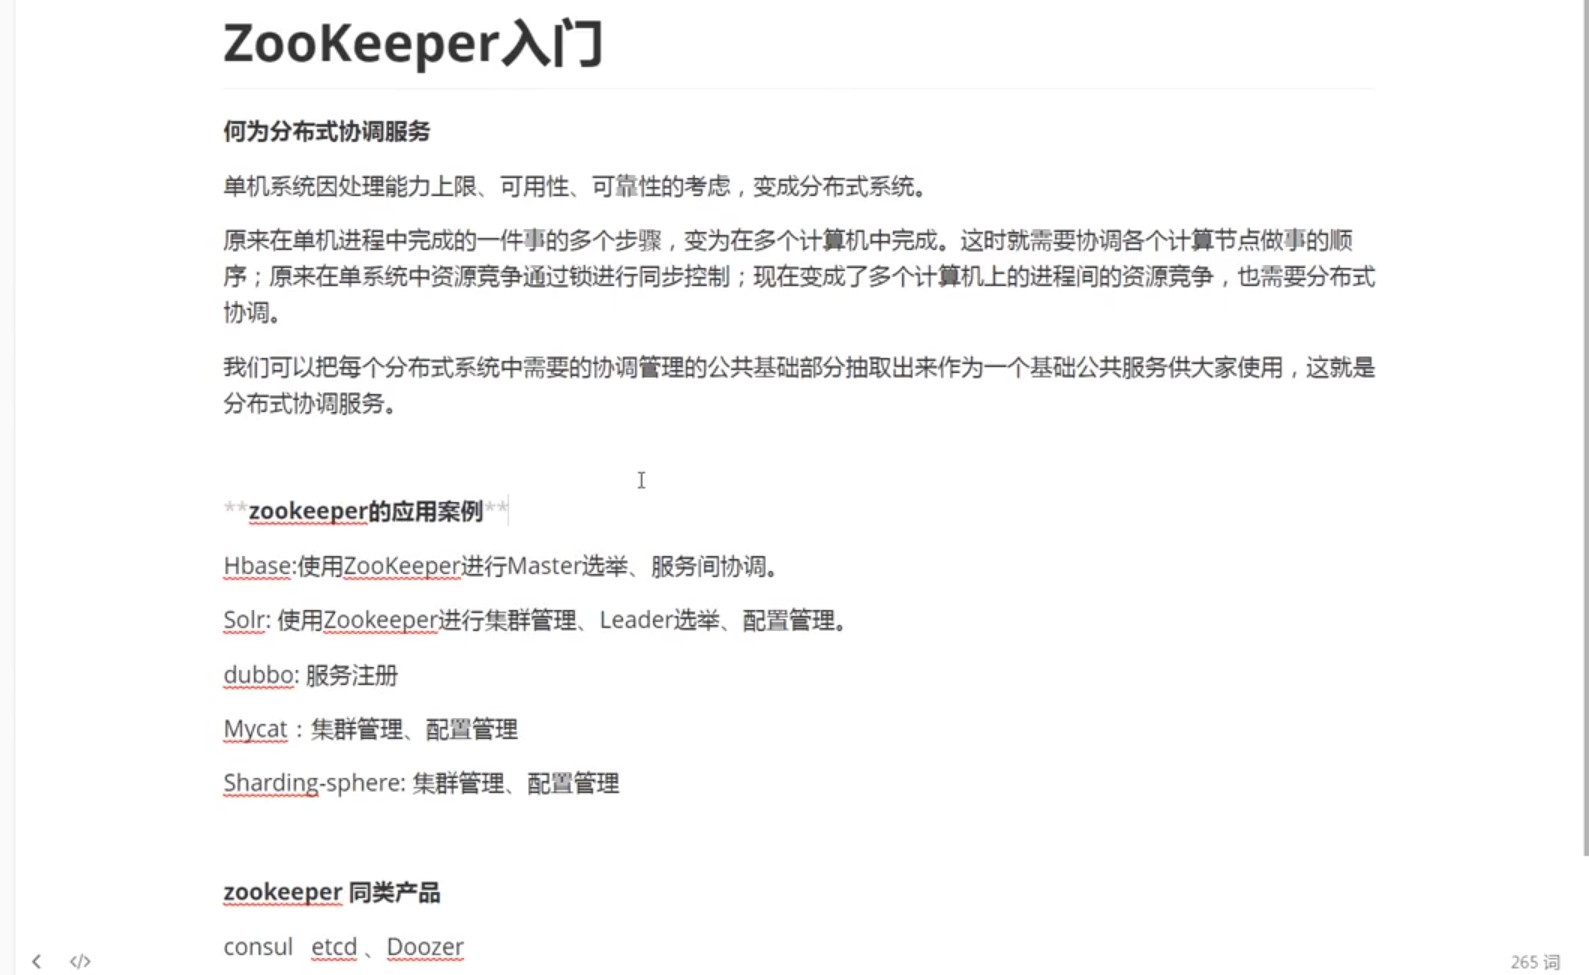 ZooKeeper入门
何为分布式协调服务
单机系统因处理能力上限、可用性、可靠性的考虑，变成分布式系统。
原来在单机进程中完成的一件事的多个步骤，变为在多个计算机中完成。这时就需要协调各个计算节点做事的顺
序；原来在单系统中资源竞争通过锁进行同步控制；现在变成了多个计算机上的进程间的资源竞争，也需要分布式
协调。
我们可以把每个分布式系统中需要的协调管理的公共基础部分抽取出来作为一个基础公共服务供大家使用，这就是
分布式协调服务。
**zookeeper的应用案例**
Hbase:使用ZooKeeper进行Master选举、服务间协调。
Solr: 使用Zookeeper进行集群管理、Leader选举、配置管理。
dubbo: 服务注册
Mycat：集群管理、配置管理
Sharding-sphere: 集群管理、配置管理
zookeeper 同类产品
consul etcd 、Doozer
</> 265 词